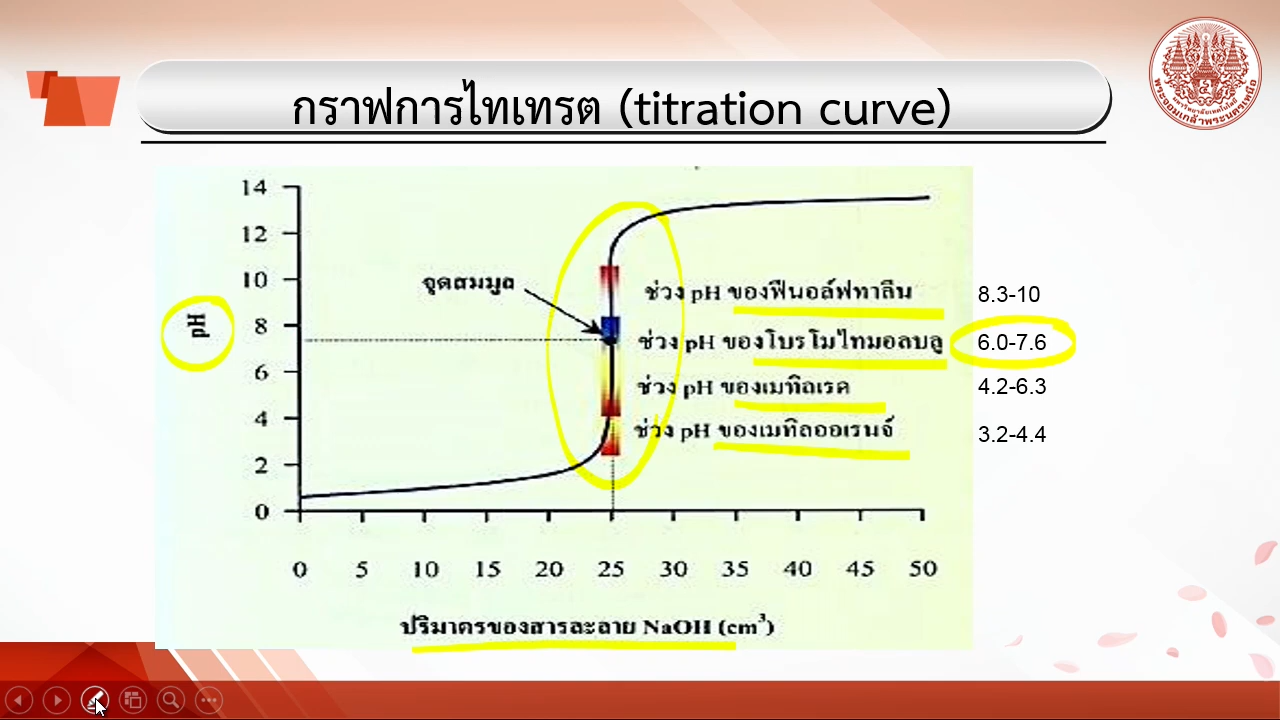 กราฟการไทเทรต (titration curve)
14
12
10
8
6
4
2
0
pH
จุดสมมูล
ช่วง pH ของฟีนอล์ฟทาลีน 8.3-10
ช่วง pH ของโบรโมไทมอลบลู 6.0-7.6
ช่วง pH ของเมทิลเรด 4.2-6.3
ช่วง pH ของเมทิลออเรนจ์ 3.2-4.4
0 5 10 15 20 25 30 35 40 45 50
ปริมาตรของสารละลาย NaOH (cm³)